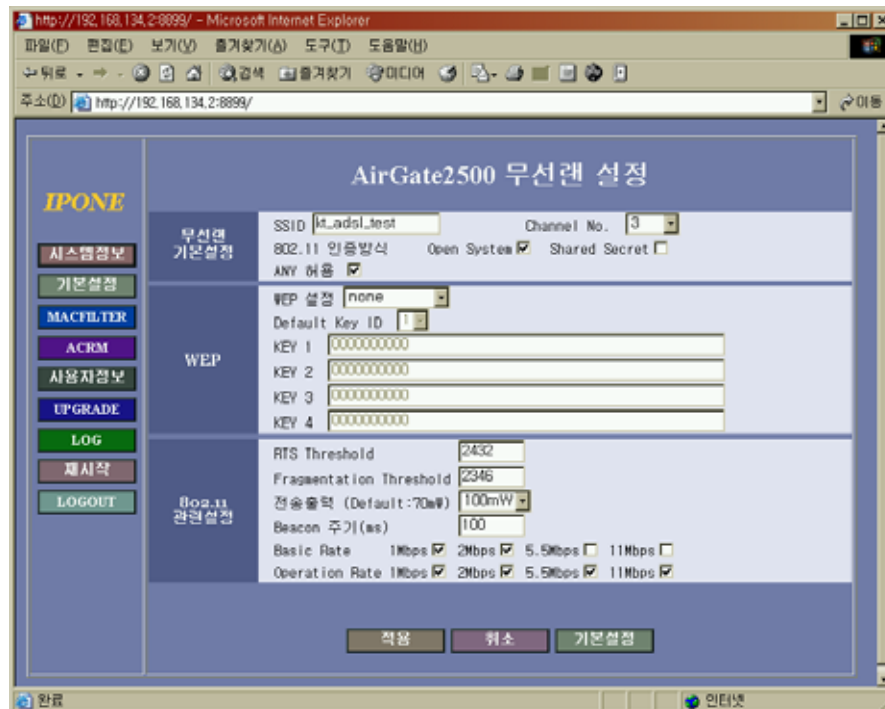 http://192,168,134,2:8899/ - Microsoft Internet Explorer
파일(F) 편집(E) 보기(V) 즐겨찾기(A) 도구(T) 도움말(H)
뒤로 검색 즐겨찾기 미디어
주소(D) http://192,168,134,2:8899/ 이동
IPONE
시스템정보
기본설정
MACFILTER
ACRM
사용자정보
UPGRADE
LOG
재시작
LOGOUT
AirGate2500 무선랜 설정
무선랜
기본설정
SSID kt_adsl_test Channel No. 3
802.11 인증방식 Open System Shared Secret
ANY 허용
WEP
WEP 설정 none
Default Key ID 1
KEY 1 0000000000
KEY 2 0000000000
KEY 3 0000000000
KEY 4 0000000000
802.11
관련설정
RTS Threshold 2432
Fragmentation Threshold 2346
전송출력 (Default:70mW) 100mW
Beacon 주기(ms) 100
Basic Rate 1Mbps 2Mbps 5.5Mbps 11Mbps
Operation Rate 1Mbps 2Mbps 5.5Mbps 11Mbps
적용 취소 기본설정
완료 인터넷